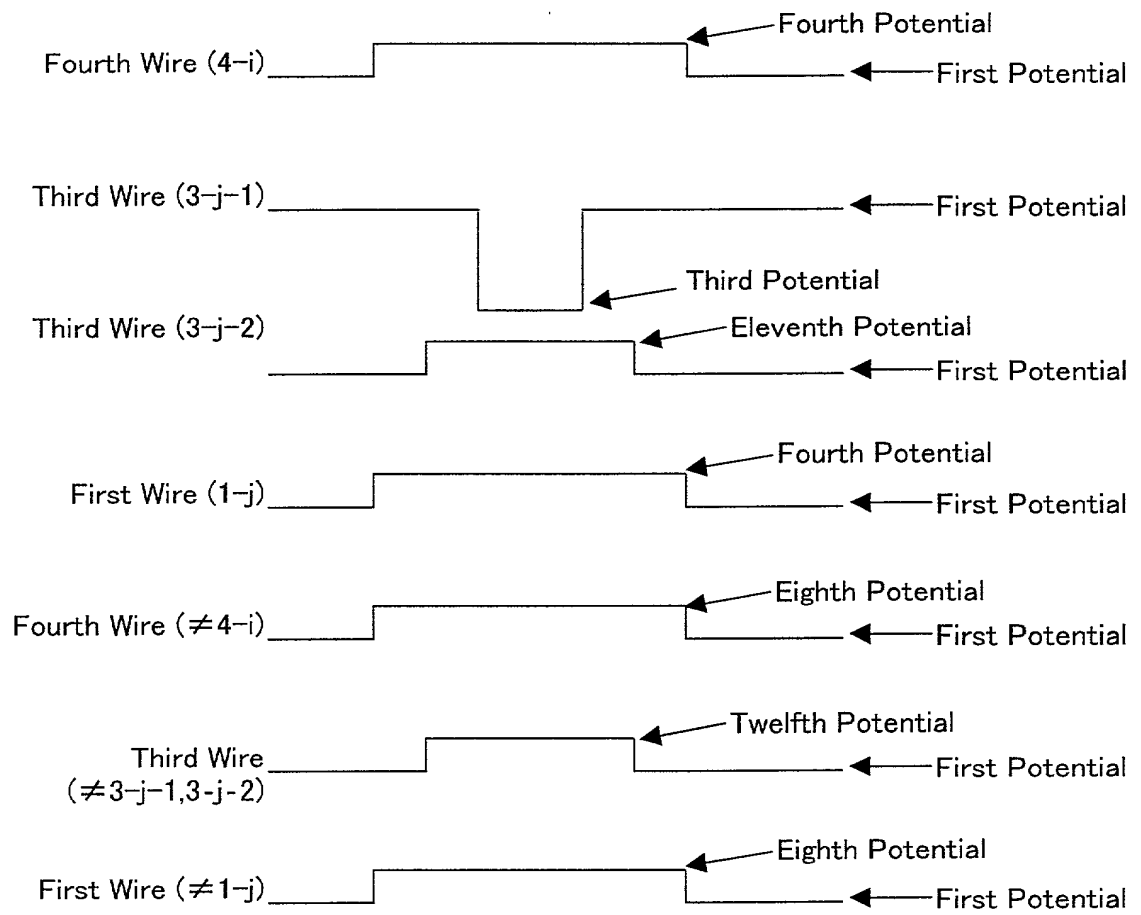 Fourth Potential
Fourth Wire (4-i)
First Potential
Third Wire (3-j-1)
First Potential
Third Potential
Third Wire (3-j-2)
Eleventh Potential
First Potential
Fourth Potential
First Wire (1-j)
First Potential
Eighth Potential
Fourth Wire (≠4-i)
First Potential
Twelfth Potential
Third Wire
(≠3-j-1,3-j-2)
First Potential
Eighth Potential
First Wire (≠1-j)
First Potential